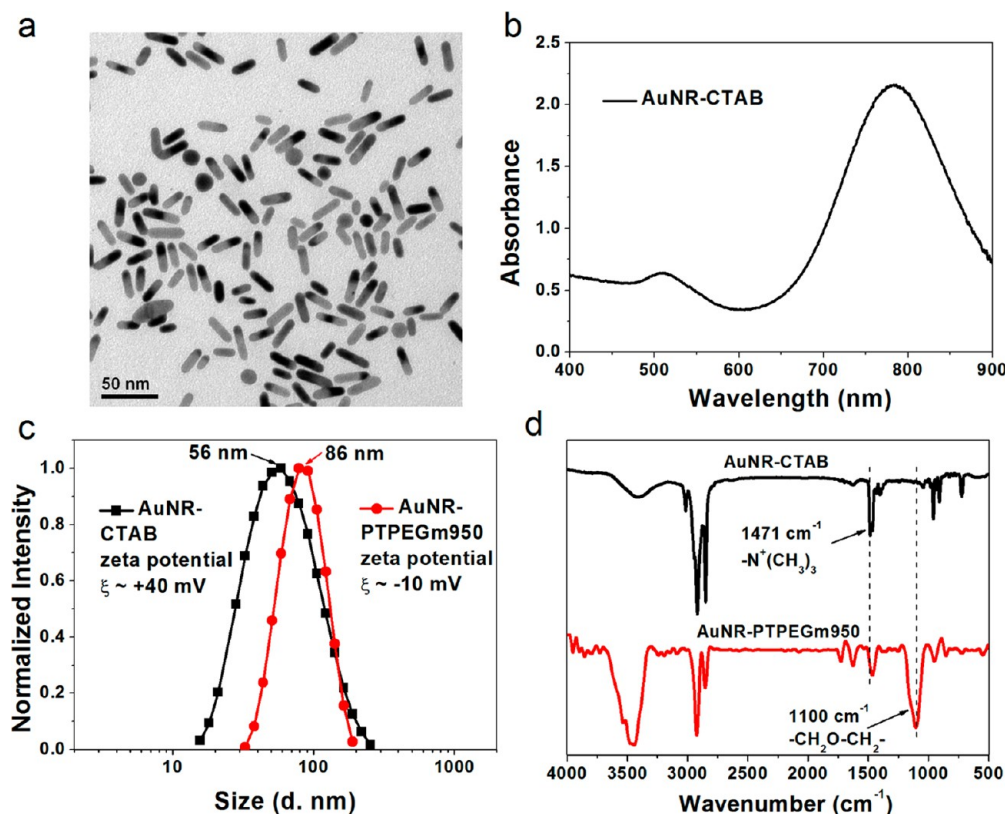 a
50 nm
b
AuNR-CTAB
2.5
2.0
1.5
1.0
0.5
0.0
Absorbance
400 500 600 700 800 900
Wavelength (nm)
c
56 nm
86 nm
AuNR-
CTAB
zeta potential
ξ ~ +40 mV
AuNR-
PTPEGm950
zeta potential
ξ ~ -10 mV
1.0
0.8
0.6
0.4
0.2
0.0
Normalized Intensity
10 100 1000
Size (d. nm)
d
AuNR-CTAB
1471 cm⁻¹
-N⁺(CH₃)₃
AuNR-PTPEGm950
1100 cm⁻¹
-CH₂O-CH₂-
4000 3500 3000 2500 2000 1500 1000 500
Wavenumber (cm⁻¹)